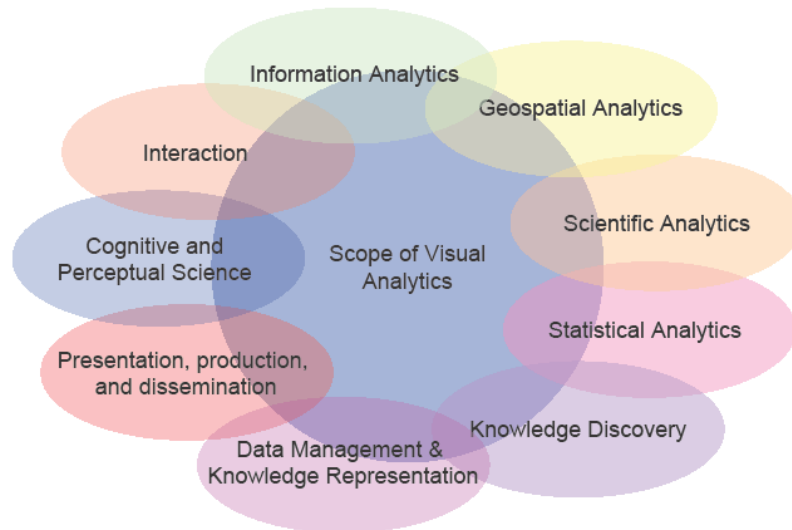 Information Analytics
Geospatial Analytics
Interaction
Scientific Analytics
Cognitive and
Perceptual Science
Scope of Visual
Analytics
Statistical Analytics
Presentation, production,
and dissemination
Knowledge Discovery
Data Management &
Knowledge Representation